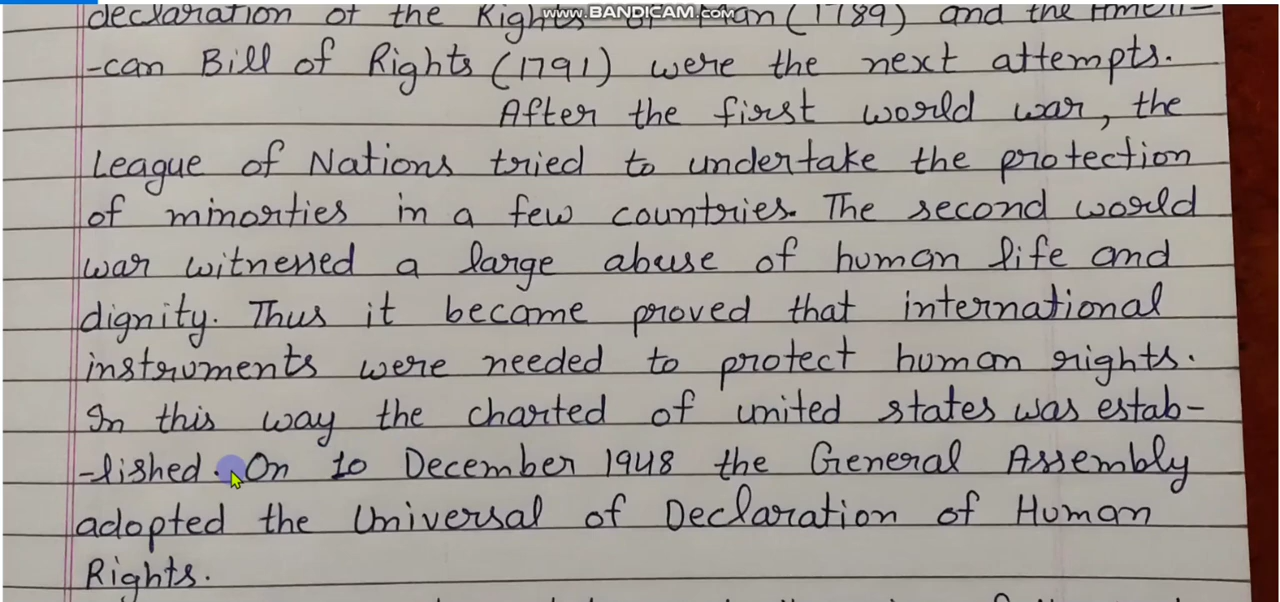 declaration of the Rights of Man (1789) and the Ameri-
www.BANDICAM.com
-can Bill of Rights (1791) were the next attempts.
After the first world war, the
League of Nations tried to undertake the protection
of minorties in a few countries. The second world
war witnessed a large abuse of human life and
dignity. Thus it became proved that international
instruments were needed to protect human rights.
In this way the charted of united states was estab-
-lished. On 10 December 1948 the General Assembly
adopted the Universal of Declaration of Human
Rights.